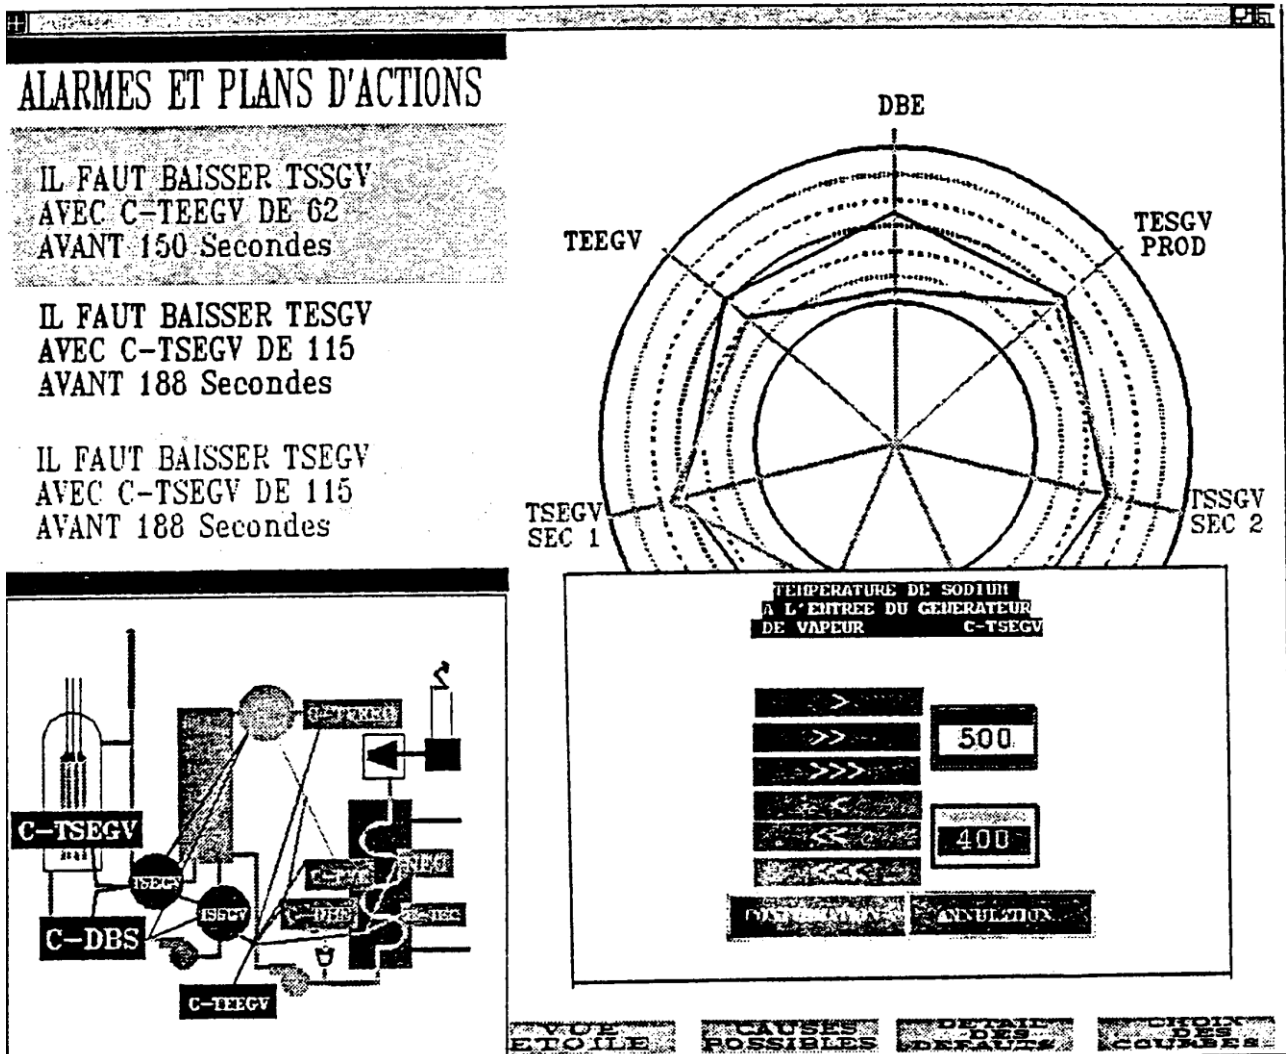 ALARMES ET PLANS D'ACTIONS
IL FAUT BAISSER TSSGV
AVEC C-TEEGV DE 62
AVANT 150 Secondes
IL FAUT BAISSER TESGV
AVEC C-TSEGV DE 115
AVANT 188 Secondes
IL FAUT BAISSER TSEGV
AVEC C-TSEGV DE 115
AVANT 188 Secondes
DBE
TEEGV
TESGV
PROD
TSEGV
SEC 1
TSSGV
SEC 2
TEMPERATURE DE SODIUM
A L'ENTREE DU GENERATEUR
DE VAPEUR C-TSEGV
>
>>
>>>
<
<<
<<<
500
400
CONFIRMATION
ANNULATION
C-TSEGV
TSEGV
TSSGV
C-DBS
C-DBE
C-TEEGV
VUE
ETOILE
CAUSES
POSSIBLES
DETAIL
DES
DEFAUTS
CHOIX
DES
COURBES